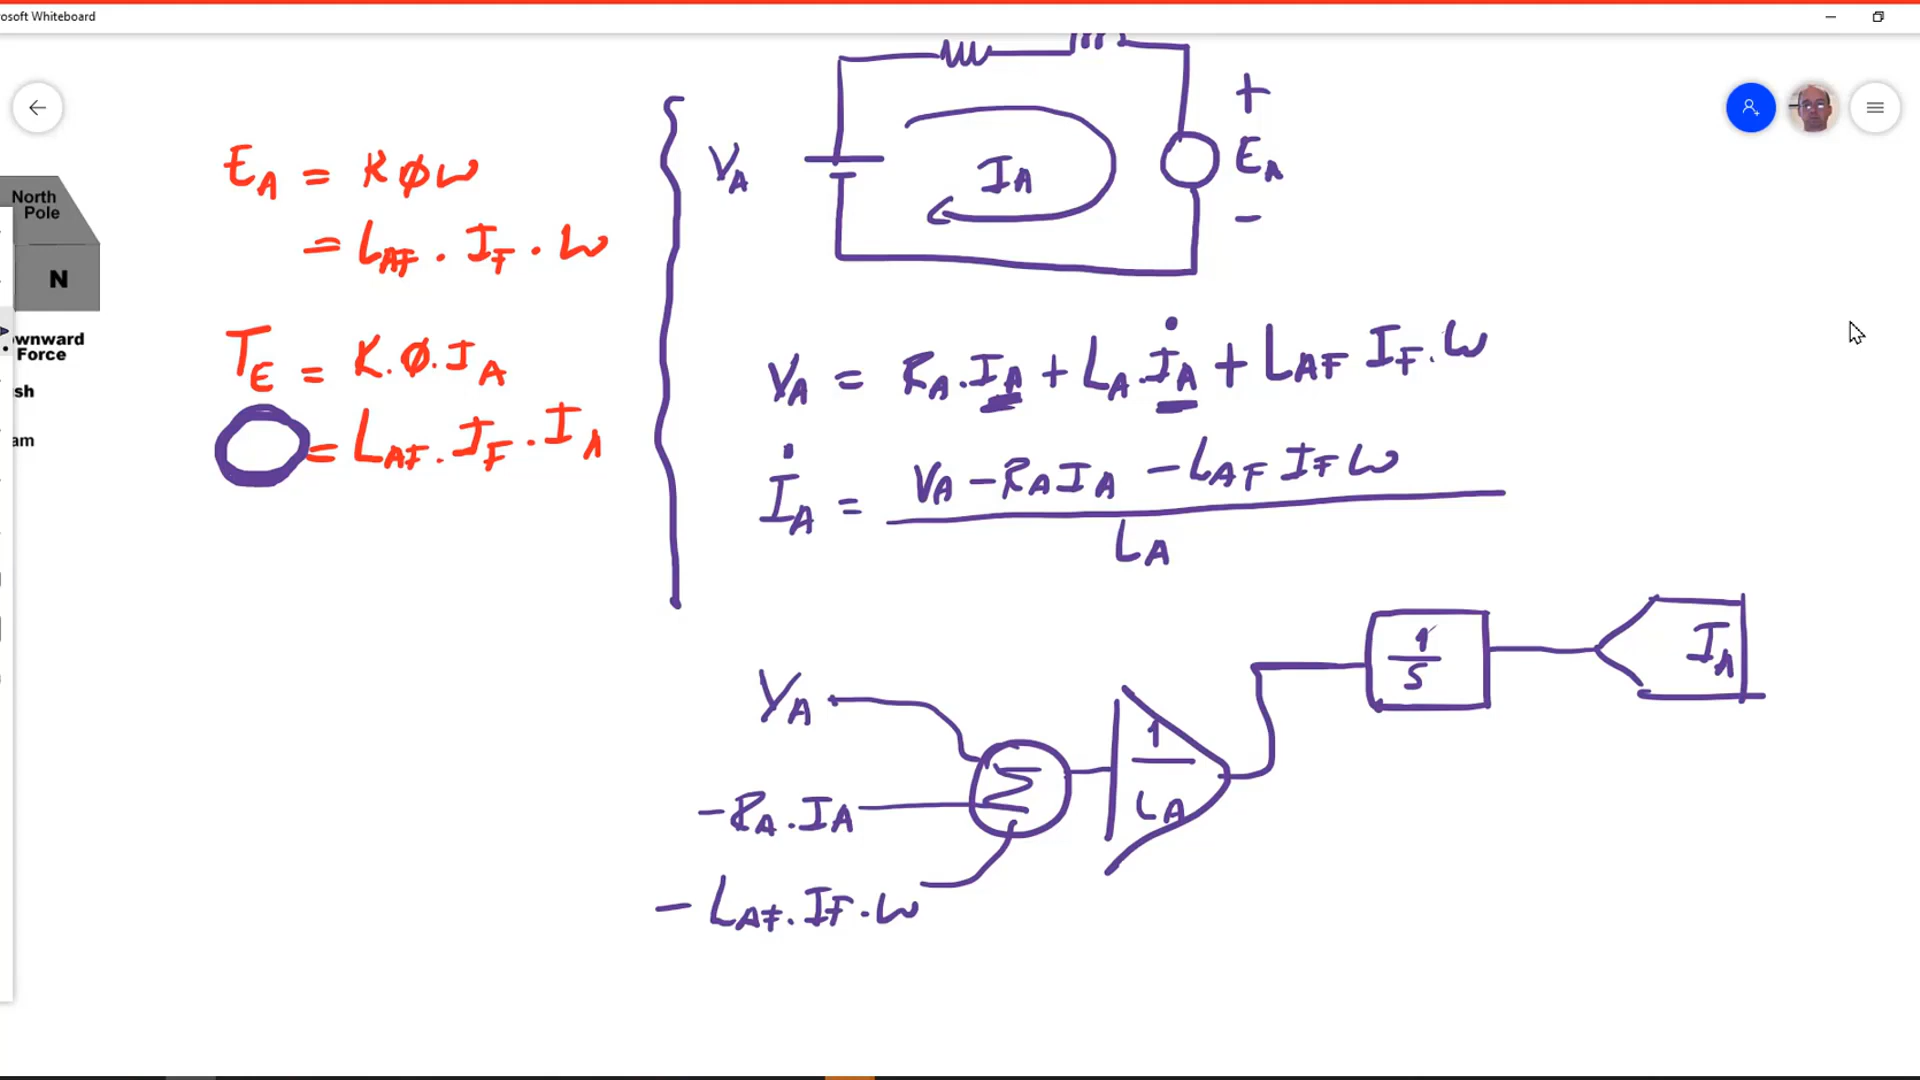 osoft Whiteboard
North
Pole
N
wnward
Force
sh
am
E_A = K Ø ω
= L_AF . I_F . ω
T_E = K . Ø . I_A
= L_AF . I_F . I_A
V_A
I_A
+
E_A
-
V_A = R_A . I_A + L_A . İ_A + L_AF I_F . ω
İ_A = V_A - R_A I_A - L_AF I_F ω
L_A
V_A
- R_A . I_A
- L_AF . I_F . ω
Σ
1
L_A
1
S
I_A